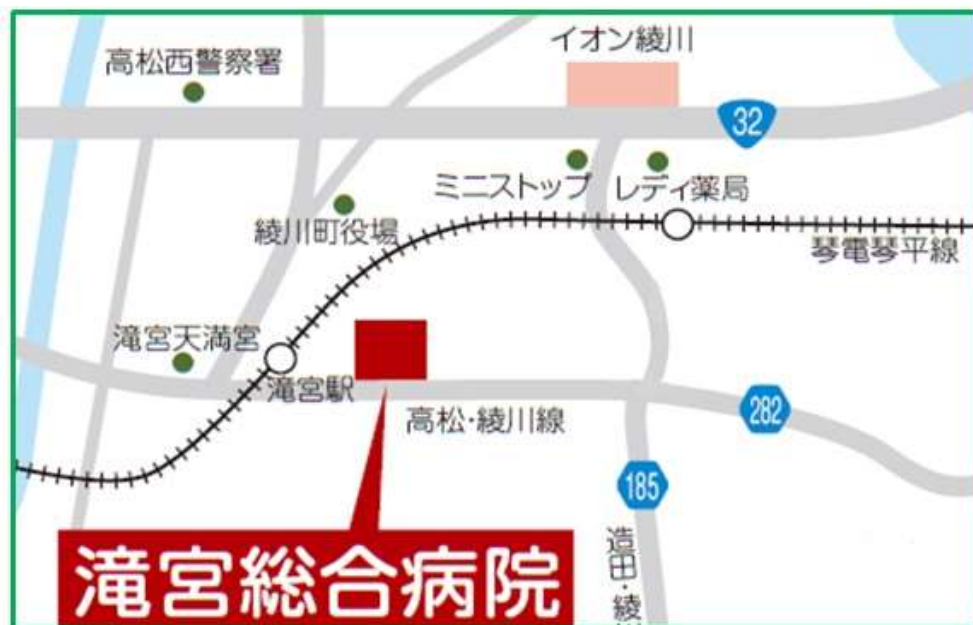 イオン綾川
高松西警察署
32
ミニストップ
レディ薬局
綾川町役場
琴電琴平線
滝宮天満宮
滝宮駅
282
高松・綾川線
185
造田・綾
滝宮総合病院